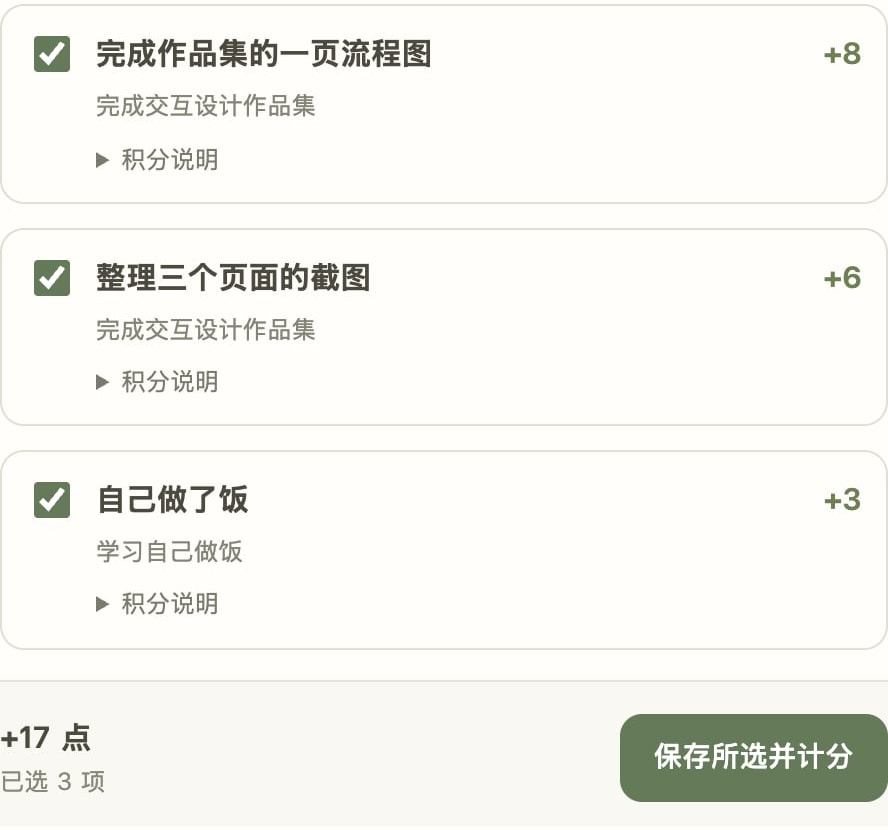 完成作品集的一页流程图 +8
完成交互设计作品集
▶ 积分说明
整理三个页面的截图 +6
完成交互设计作品集
▶ 积分说明
自己做了饭 +3
学习自己做饭
▶ 积分说明
+17 点
已选 3 项
保存所选并计分